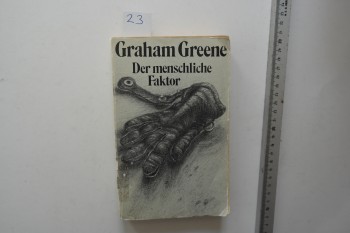 23
Graham Greene
Der menschliche
Faktor